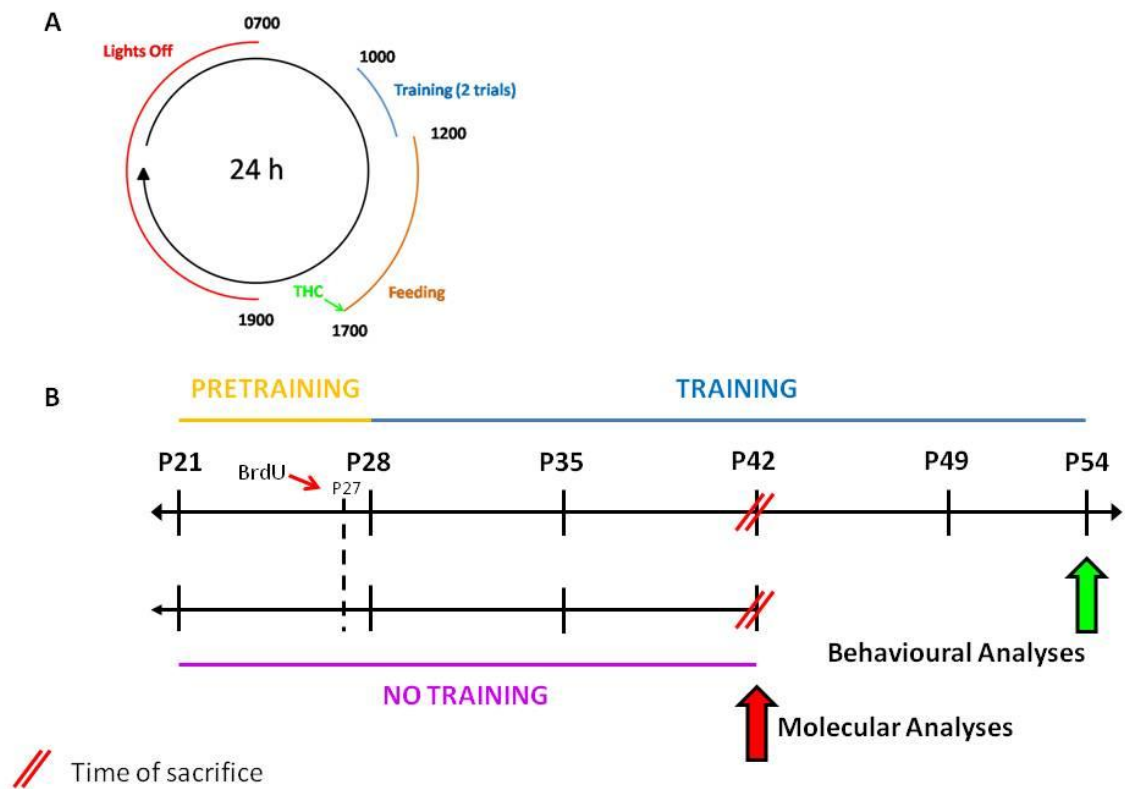 A
0700
Lights Off
1000
Training (2 trials)
1200
24 h
THC
Feeding
1900
1700
B
PRETRAINING
TRAINING
P21
BrdU
P27
P28
P35
P42
P49
P54
Behavioural Analyses
NO TRAINING
Molecular Analyses
Time of sacrifice